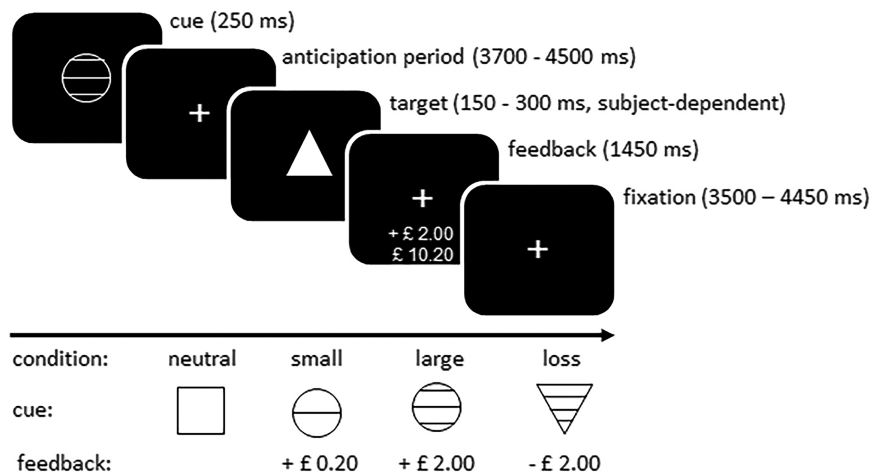 cue (250 ms)
anticipation period (3700 - 4500 ms)
target (150 - 300 ms, subject-dependent)
feedback (1450 ms)
+ £ 2.00
£ 10.20
fixation (3500 – 4450 ms)
condition: neutral small large loss
cue:
feedback: + £ 0.20 + £ 2.00 - £ 2.00